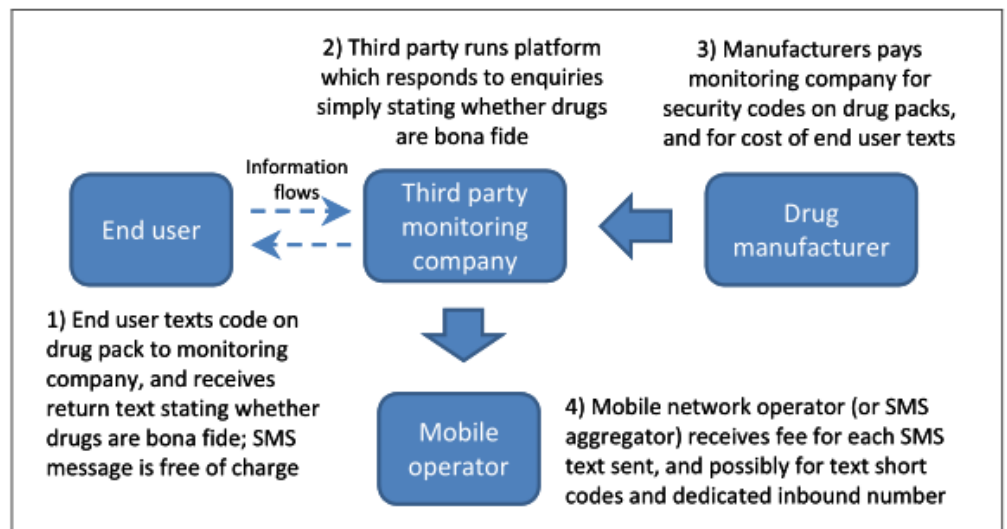 2) Third party runs platform
which responds to enquiries
simply stating whether drugs
are bona fide
3) Manufacturers pays
monitoring company for
security codes on drug packs,
and for cost of end user texts
Information
flows
End user
Third party
monitoring
company
Drug
manufacturer
1) End user texts code on
drug pack to monitoring
company, and receives
return text stating whether
drugs are bona fide; SMS
message is free of charge
Mobile
operator
4) Mobile network operator (or SMS
aggregator) receives fee for each SMS
text sent, and possibly for text short
codes and dedicated inbound number